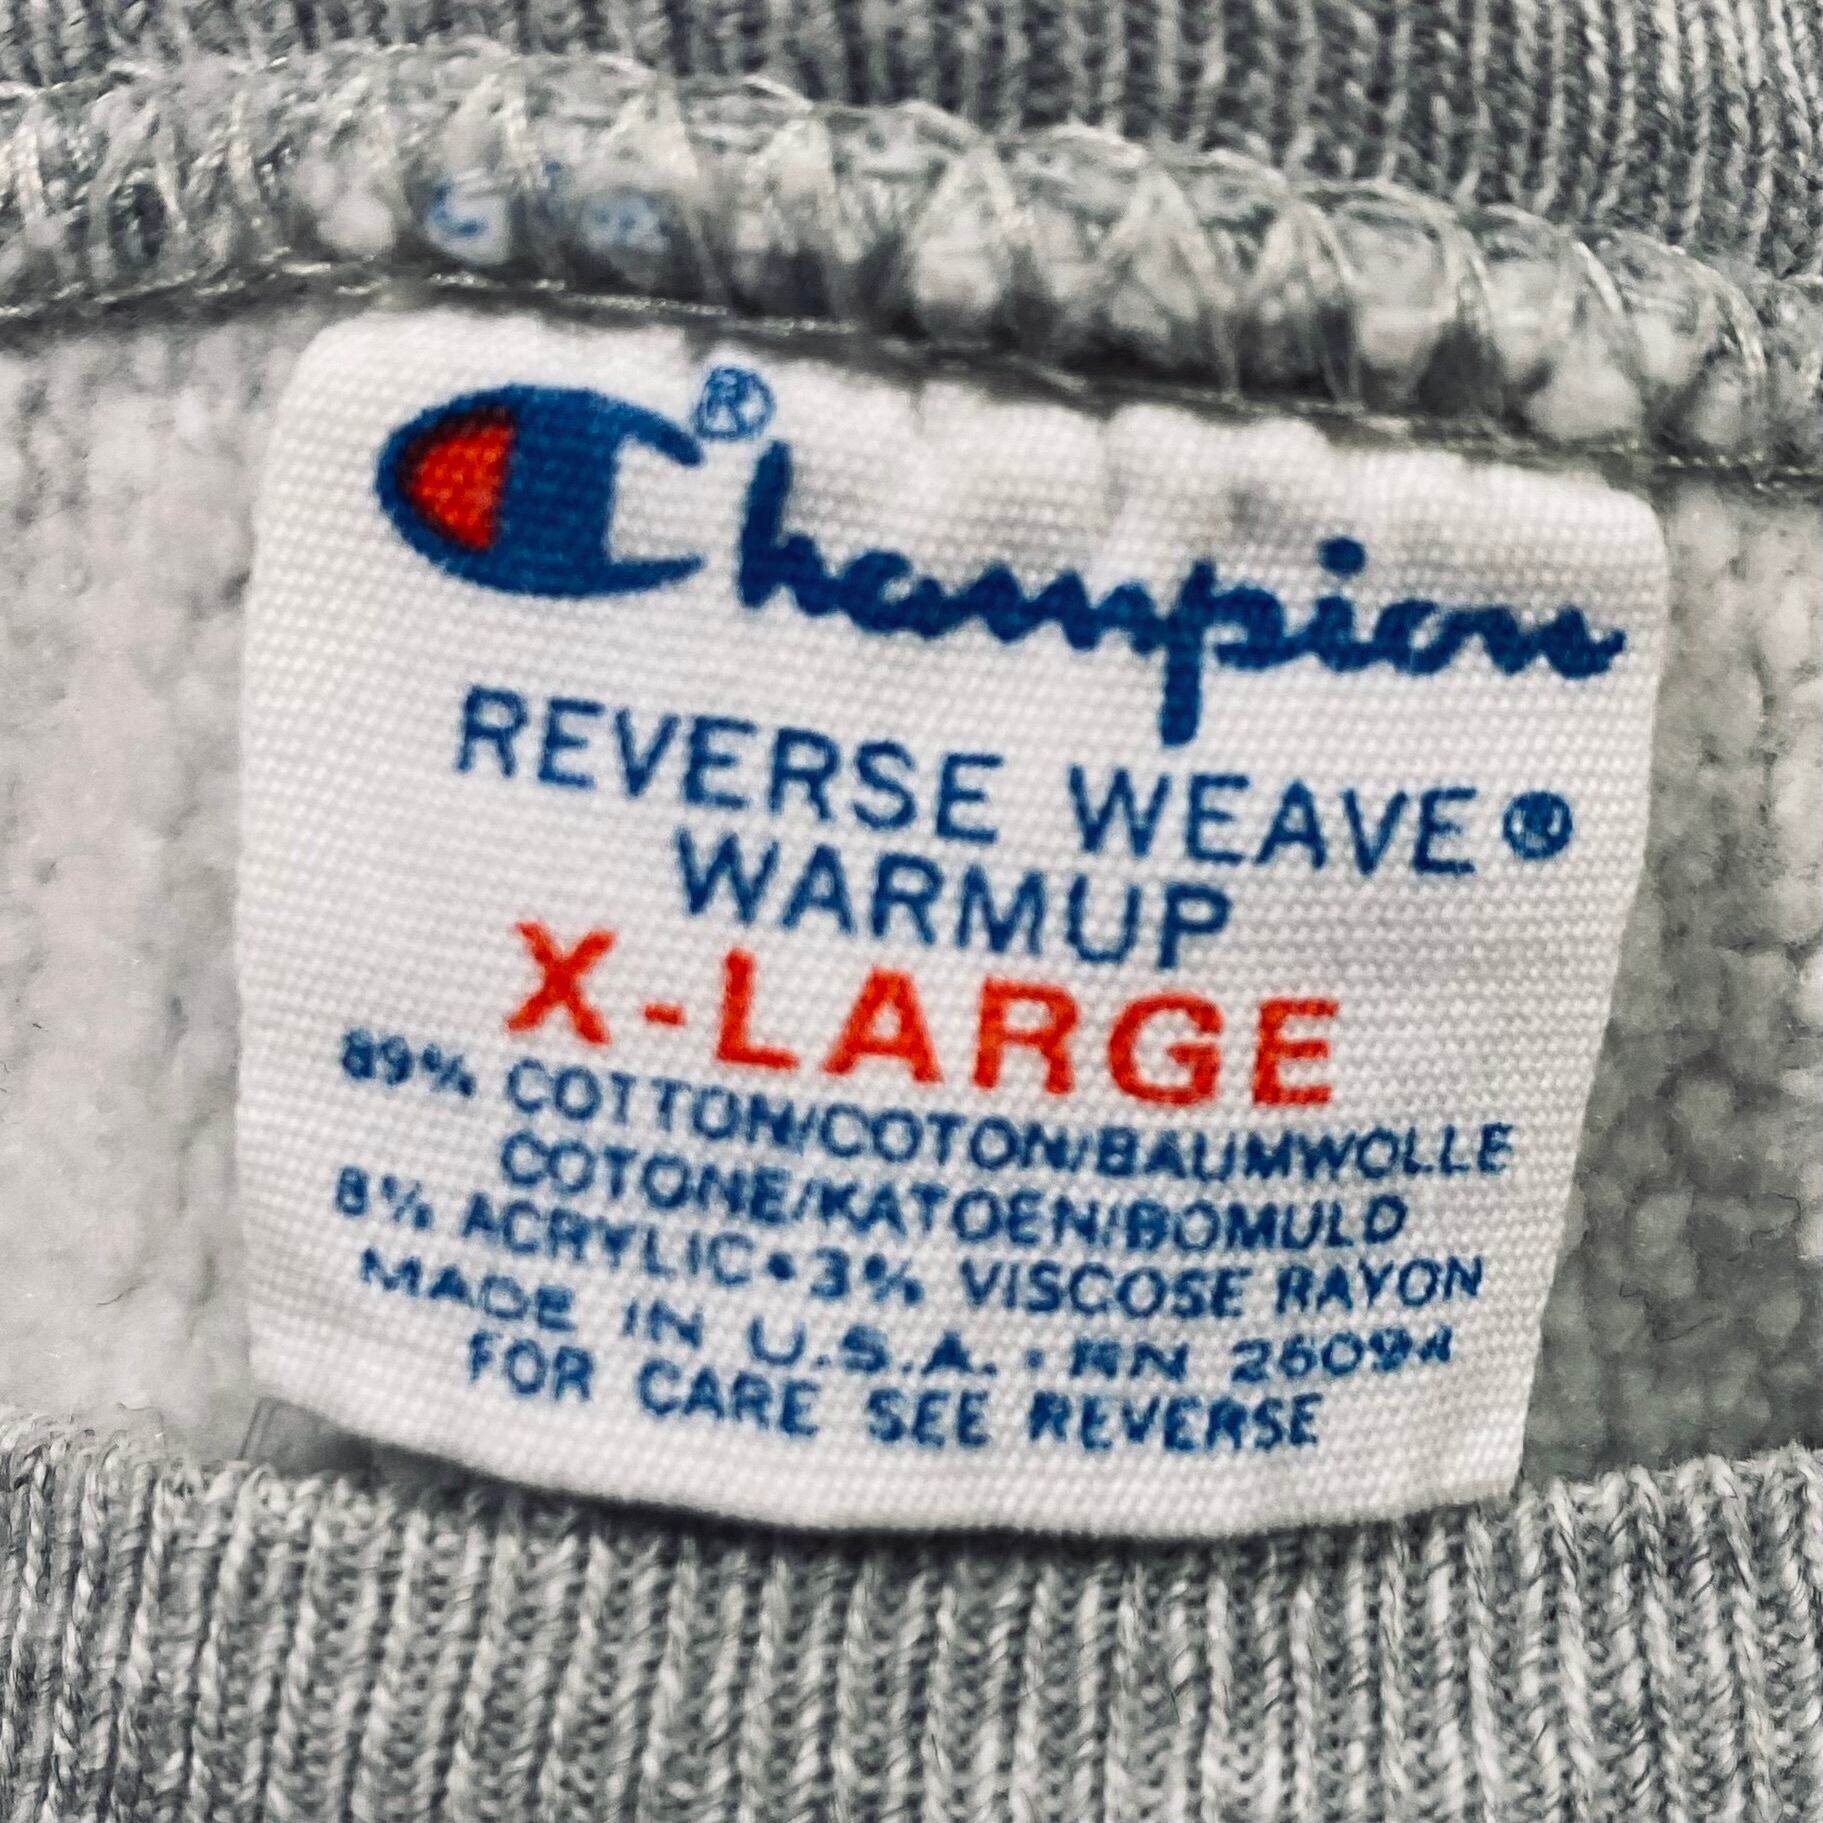 Champion®
REVERSE WEAVE®
WARMUP
X-LARGE
89% COTTON/COTON/BAUMWOLLE
COTONE/KATOEN/BOMULD
8% ACRYLIC•3% VISCOSE RAYON
MADE IN U.S.A. • RN 26094
FOR CARE SEE REVERSE